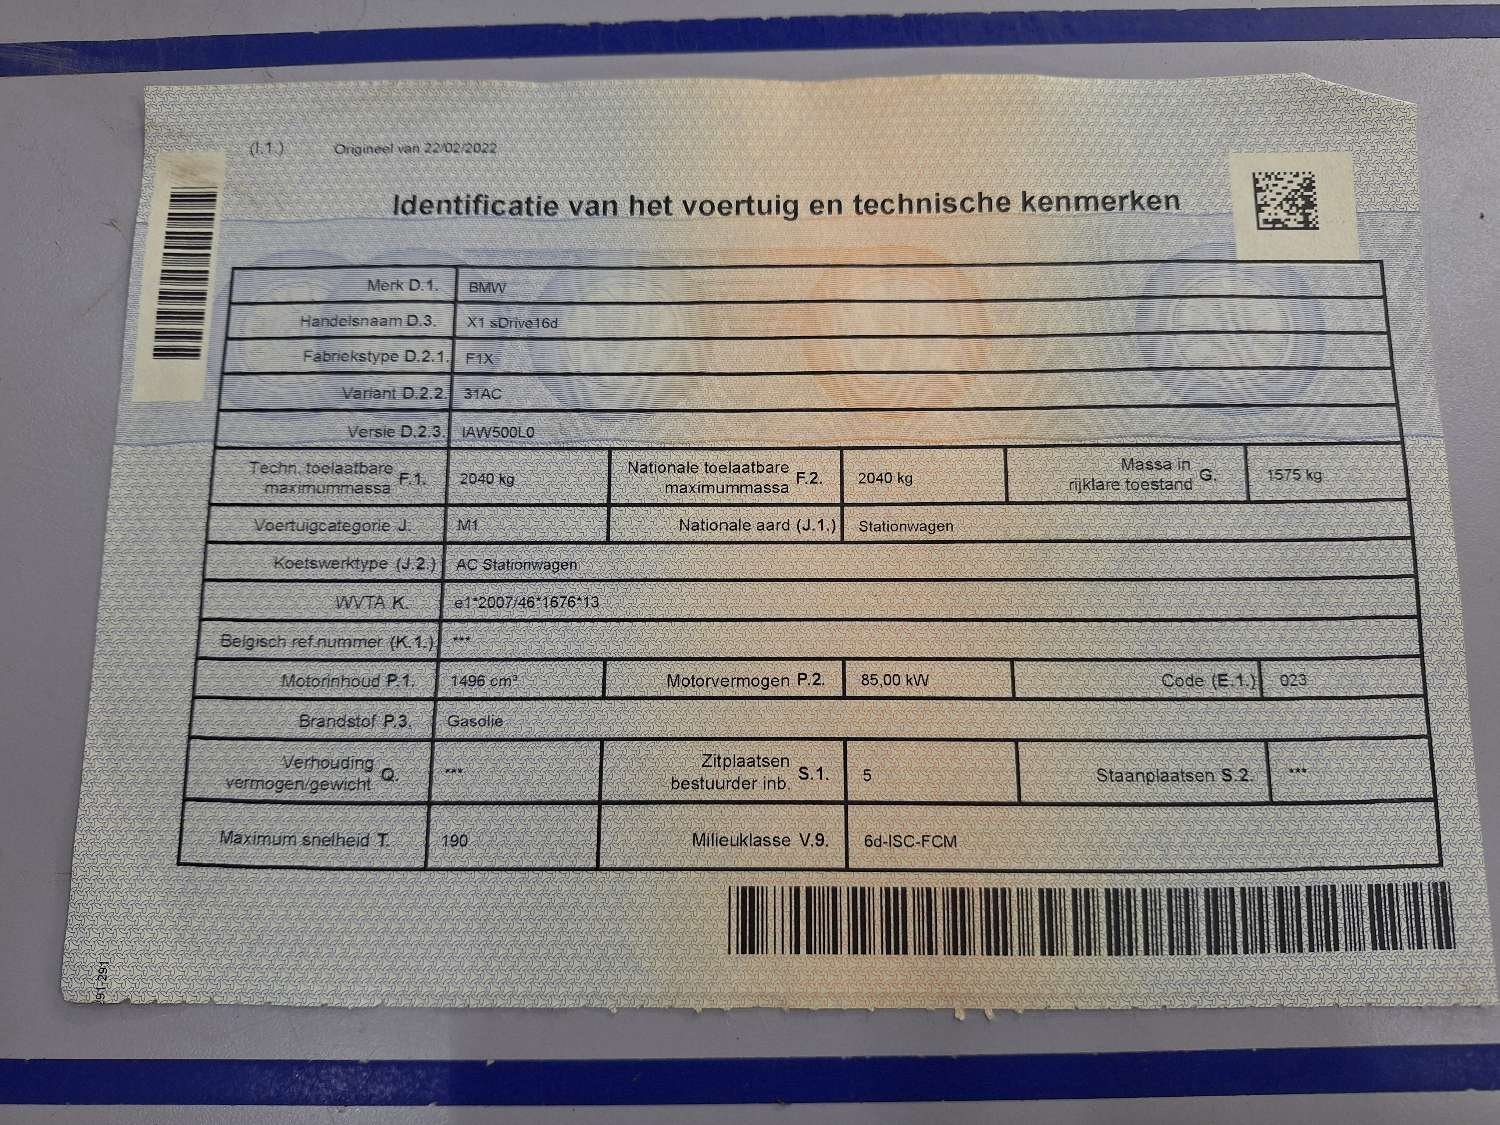 (I.1.) Origineel van 22/02/2022
Identificatie van het voertuig en technische kenmerken
Merk D.1. BMW
Handelsnaam D.3. X1 sDrive16d
Fabriekstype D.2.1. F1X
Variant D.2.2. 31AC
Versie D.2.3. IAW500L0
Techn. toelaatbare maximummassa F.1. 2040 kg Nationale toelaatbare maximummassa F.2. 2040 kg Massa in rijklare toestand G. 1575 kg
Voertuigcategorie J. M1 Nationale aard (J.1.) Stationwagen
Koetswerktype (J.2.) AC Stationwagen
WVTA K. e1*2007/46*1676*13
Belgisch ref.nummer (K.1.) ***
Motorinhoud P.1. 1496 cm³ Motorvermogen P.2. 85,00 kW Code (E.1.) 023
Brandstof P.3. Gasolie
Verhouding vermogen/gewicht Q. *** Zitplaatsen bestuurder inb. S.1. 5 Staanplaatsen S.2. ***
Maximum snelheid T. 190 Milieuklasse V.9. 6d-ISC-FCM